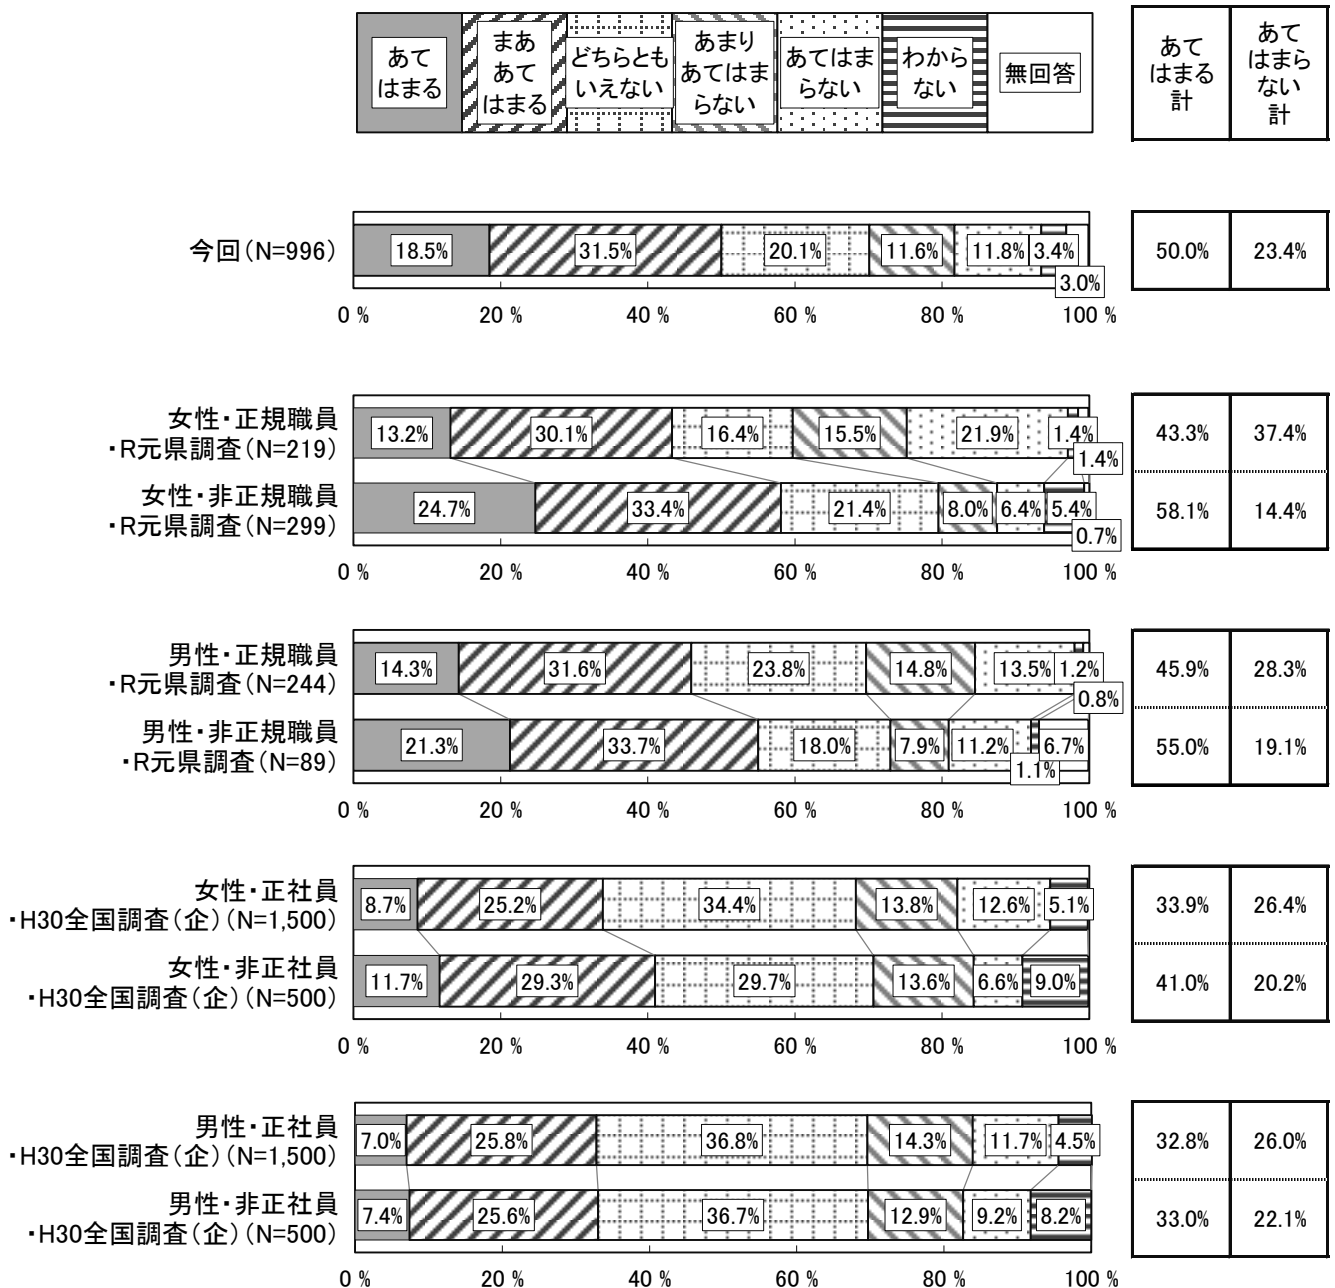 あて
はまる
まあ
あて
はまる
どちらとも
いえない
あまり
あてはま
らない
あてはま
らない
わから
ない
無回答
あて
はまる
計
あて
はまら
ない
計
今回(N=996)
18.5% 31.5% 20.1% 11.6% 11.8% 3.4% 3.0% 50.0% 23.4%
0 % 20 % 40 % 60 % 80 % 100 %
女性・正規職員
・R元県調査(N=219)
13.2% 30.1% 16.4% 15.5% 21.9% 1.4% 1.4% 43.3% 37.4%
女性・非正規職員
・R元県調査(N=299)
24.7% 33.4% 21.4% 8.0% 6.4% 5.4% 0.7% 58.1% 14.4%
0 % 20 % 40 % 60 % 80 % 100 %
男性・正規職員
・R元県調査(N=244)
14.3% 31.6% 23.8% 14.8% 13.5% 1.2% 0.8% 45.9% 28.3%
男性・非正規職員
・R元県調査(N=89)
21.3% 33.7% 18.0% 7.9% 11.2% 1.1% 6.7% 55.0% 19.1%
0 % 20 % 40 % 60 % 80 % 100 %
女性・正社員
・H30全国調査(企)(N=1,500)
8.7% 25.2% 34.4% 13.8% 12.6% 5.1% 33.9% 26.4%
女性・非正社員
・H30全国調査(企)(N=500)
11.7% 29.3% 29.7% 13.6% 6.6% 9.0% 41.0% 20.2%
0 % 20 % 40 % 60 % 80 % 100 %
男性・正社員
・H30全国調査(企)(N=1,500)
7.0% 25.8% 36.8% 14.3% 11.7% 4.5% 32.8% 26.0%
男性・非正社員
・H30全国調査(企)(N=500)
7.4% 25.6% 36.7% 12.9% 9.2% 8.2% 33.0% 22.1%
0 % 20 % 40 % 60 % 80 % 100 %